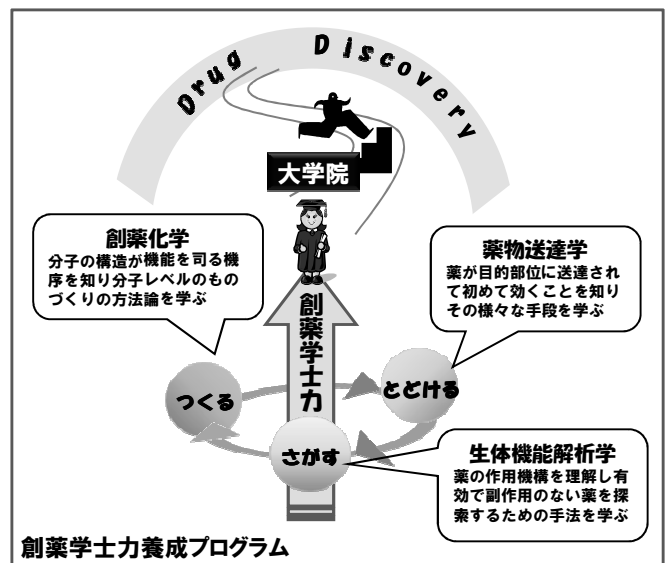 Drug Discovery
大学院
創薬化学
分子の構造が機能を司る機
序を知り分子レベルのもの
づくりの方法論を学ぶ
薬物送達学
薬が目的部位に送達され
て初めて効くことを知り
その様々な手段を学ぶ
創薬学士力
つくる
とどける
さがす
生体機能解析学
薬の作用機構を理解し有
効で副作用のない薬を探
索するための手法を学ぶ
創薬学士力養成プログラム